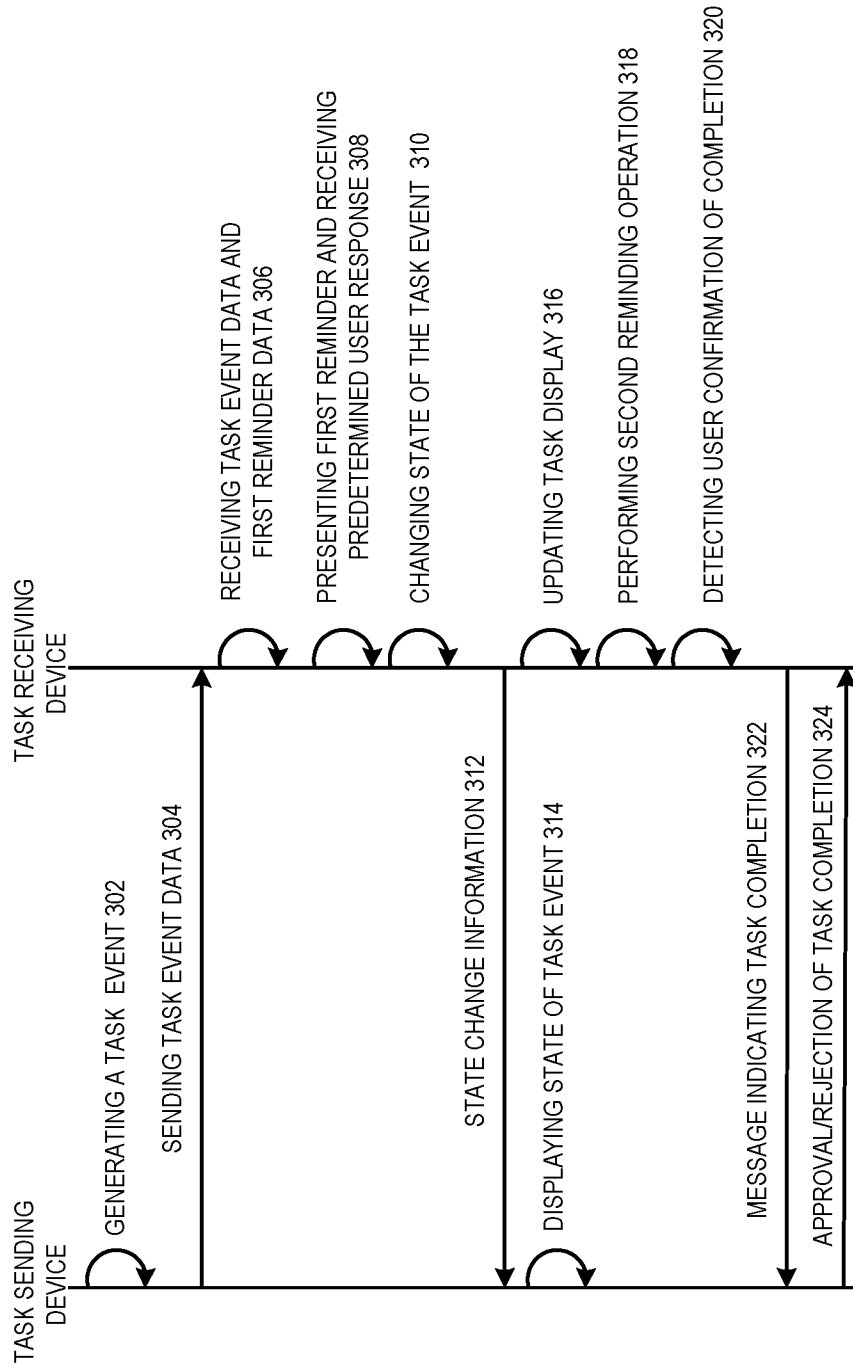 TASK SENDING
DEVICE
TASK RECEIVING
DEVICE
GENERATING A TASK EVENT 302
SENDING TASK EVENT DATA 304
RECEIVING TASK EVENT DATA AND
FIRST REMINDER DATA 306
PRESENTING FIRST REMINDER AND RECEIVING
PREDETERMINED USER RESPONSE 308
CHANGING STATE OF THE TASK EVENT 310
STATE CHANGE INFORMATION 312
DISPLAYING STATE OF TASK EVENT 314
UPDATING TASK DISPLAY 316
PERFORMING SECOND REMINDING OPERATION 318
DETECTING USER CONFIRMATION OF COMPLETION 320
MESSAGE INDICATING TASK COMPLETION 322
APPROVAL/REJECTION OF TASK COMPLETION 324